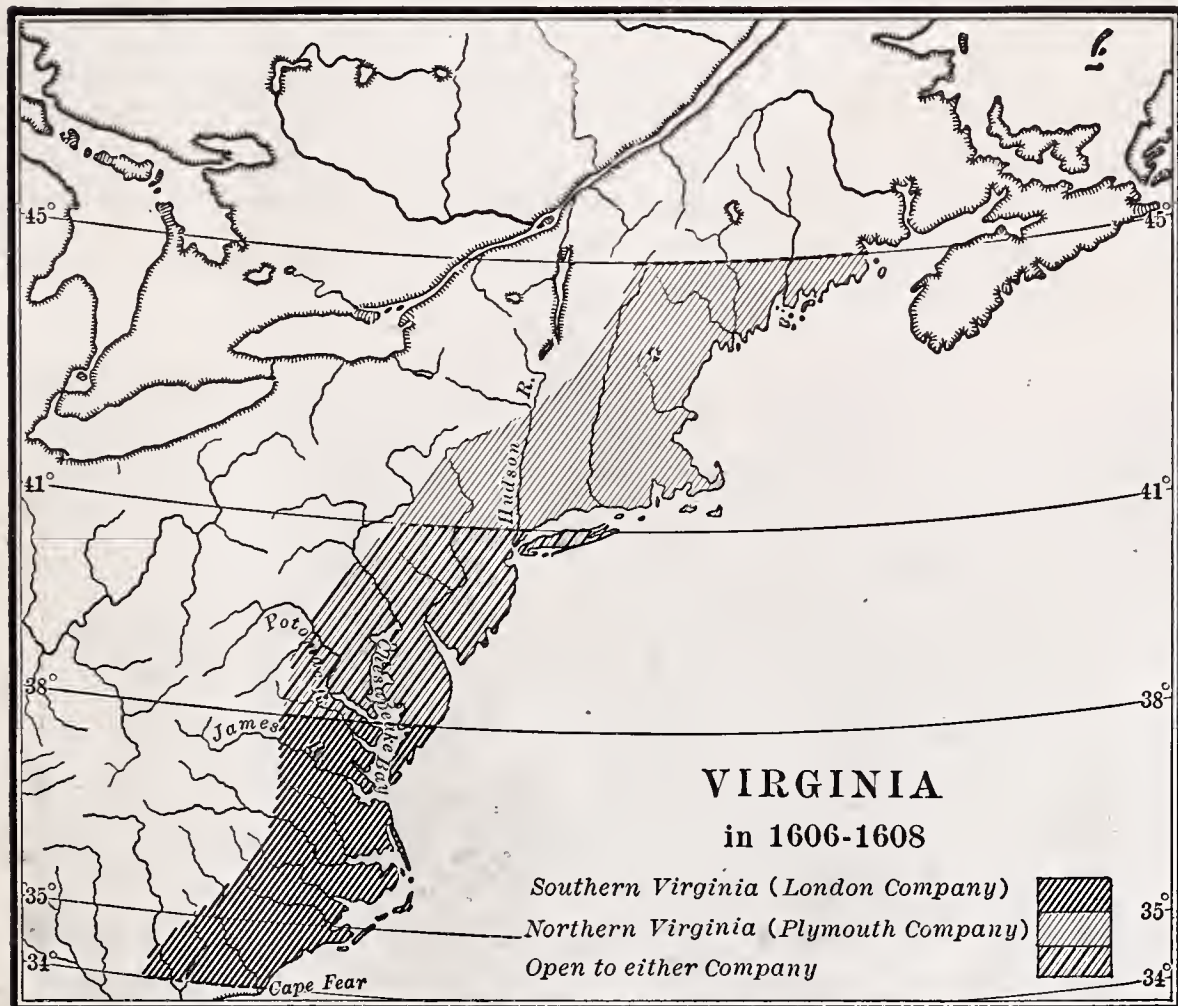 45°
45°
R.
Hudson
41°
41°
Potomac
Chesapeake Bay
38°
38°
James
VIRGINIA
in 1606-1608
Southern Virginia (London Company)
Northern Virginia (Plymouth Company)
Open to either Company
35°
35°
34°
34°
Cape Fear